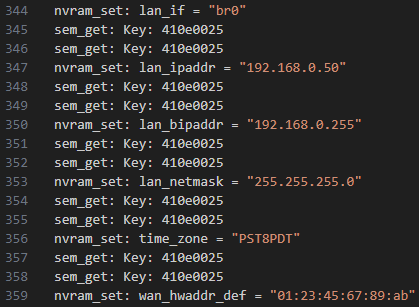 344 nvram_set: lan_if = "br0"
345 sem_get: Key: 410e0025
346 sem_get: Key: 410e0025
347 nvram_set: lan_ipaddr = "192.168.0.50"
348 sem_get: Key: 410e0025
349 sem_get: Key: 410e0025
350 nvram_set: lan_bipaddr = "192.168.0.255"
351 sem_get: Key: 410e0025
352 sem_get: Key: 410e0025
353 nvram_set: lan_netmask = "255.255.255.0"
354 sem_get: Key: 410e0025
355 sem_get: Key: 410e0025
356 nvram_set: time_zone = "PST8PDT"
357 sem_get: Key: 410e0025
358 sem_get: Key: 410e0025
359 nvram_set: wan_hwaddr_def = "01:23:45:67:89:ab"